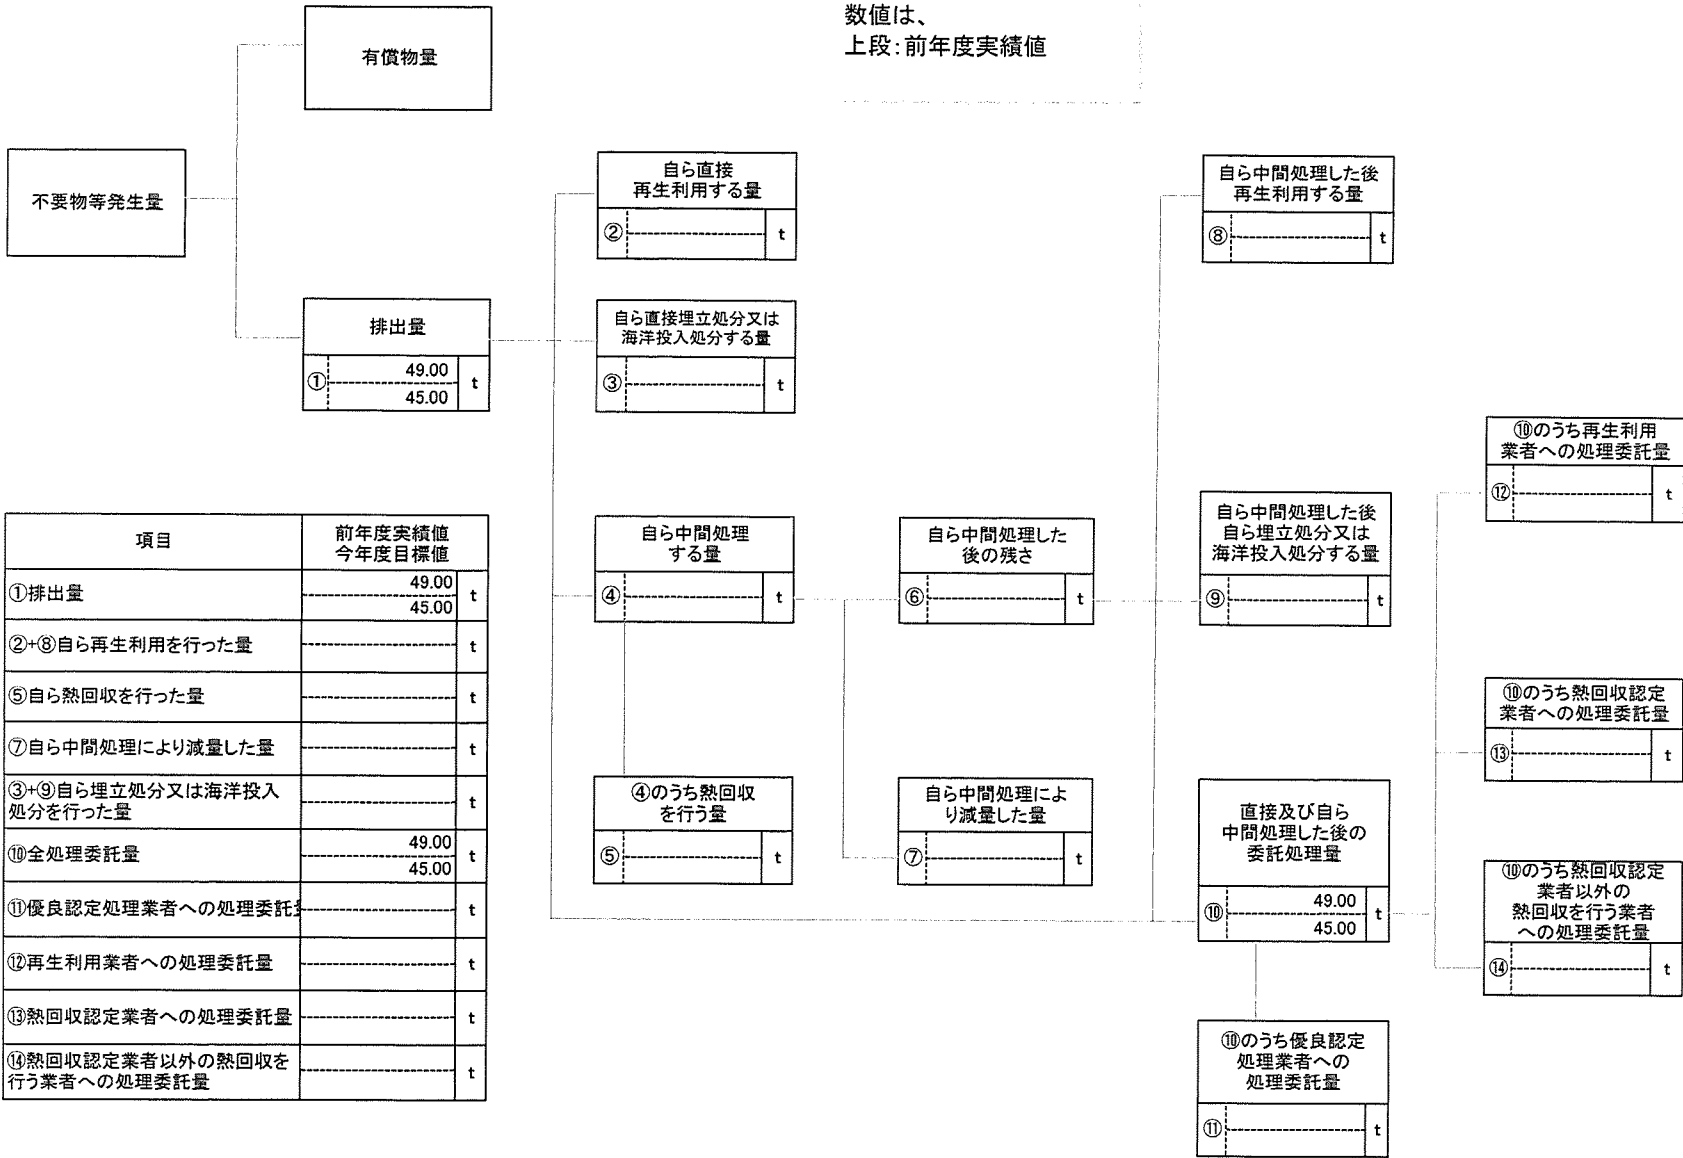 数値は、
上段：前年度実績値
有償物量
不要物等発生量
排出量
① 49.00 t
45.00
自ら直接
再生利用する量
② t
自ら直接埋立処分又は
海洋投入処分する量
③ t
自ら中間処理
する量
④ t
④のうち熱回収
を行う量
⑤ t
自ら中間処理した
後の残さ
⑥ t
自ら中間処理によ
り減量した量
⑦ t
自ら中間処理した後
再生利用する量
⑧ t
自ら中間処理した後
自ら埋立処分又は
海洋投入処分する量
⑨ t
直接及び自ら
中間処理した後の
委託処理量
⑩ 49.00 t
45.00
⑩のうち優良認定
処理業者への
処理委託量
⑪ t
⑩のうち再生利用
業者への処理委託量
⑫ t
⑩のうち熱回収認定
業者への処理委託量
⑬ t
⑩のうち熱回収認定
業者以外の
熱回収を行う業者
への処理委託量
⑭ t
項目 前年度実績値
今年度目標値
①排出量 49.00 t
45.00
②+⑧自ら再生利用を行った量 t
⑤自ら熱回収を行った量 t
⑦自ら中間処理により減量した量 t
③+⑨自ら埋立処分又は海洋投入
処分を行った量 t
⑩全処理委託量 49.00 t
45.00
⑪優良認定処理業者への処理委託 t
⑫再生利用業者への処理委託量 t
⑬熱回収認定業者への処理委託量 t
⑭熱回収認定業者以外の熱回収を
行う業者への処理委託量 t